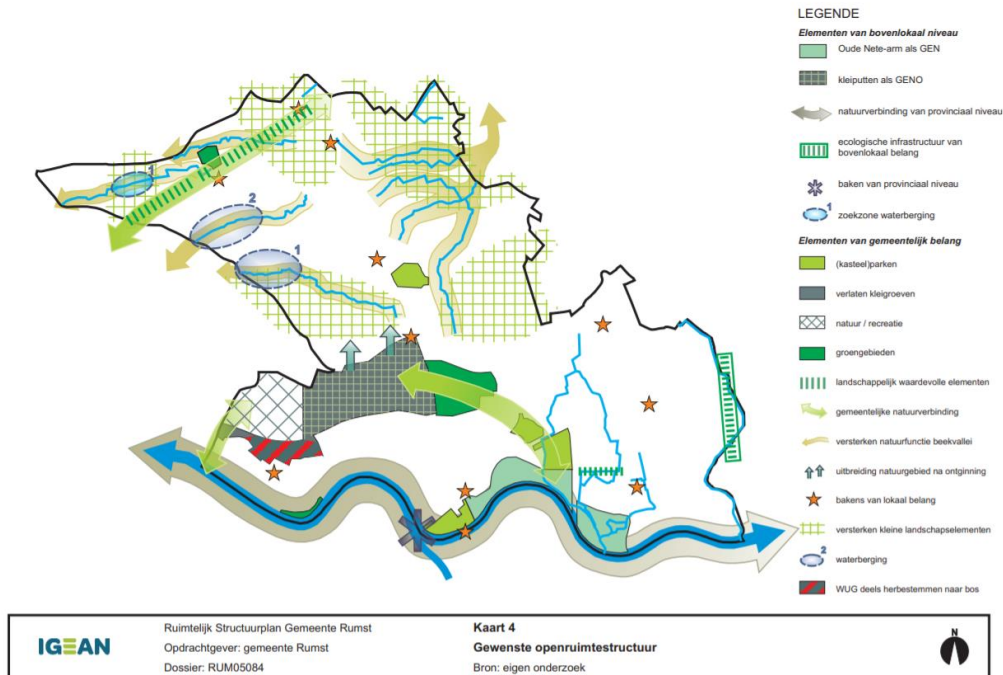 LEGENDE
Elementen van bovenlokaal niveau
Oude Nete-arm als GEN
kleiputten als GENO
natuurverbinding van provinciaal niveau
ecologische infrastructuur van
bovenlokaal belang
baken van provinciaal niveau
1
zoekzone waterberging
Elementen van gemeentelijk belang
(kasteel)parken
verlaten kleigroeven
natuur / recreatie
groengebieden
landschappelijk waardevolle elementen
gemeentelijke natuurverbinding
versterken natuurfunctie beekvallei
uitbreiding natuurgebied na ontginning
bakens van lokaal belang
versterken kleine landschapselementen
2
waterberging
WUG deels herbestemmen naar bos
1
2
1
IGEAN
Ruimtelijk Structuurplan Gemeente Rumst
Opdrachtgever: gemeente Rumst
Dossier: RUM05084
Kaart 4
Gewenste openruimtestructuur
Bron: eigen onderzoek
N